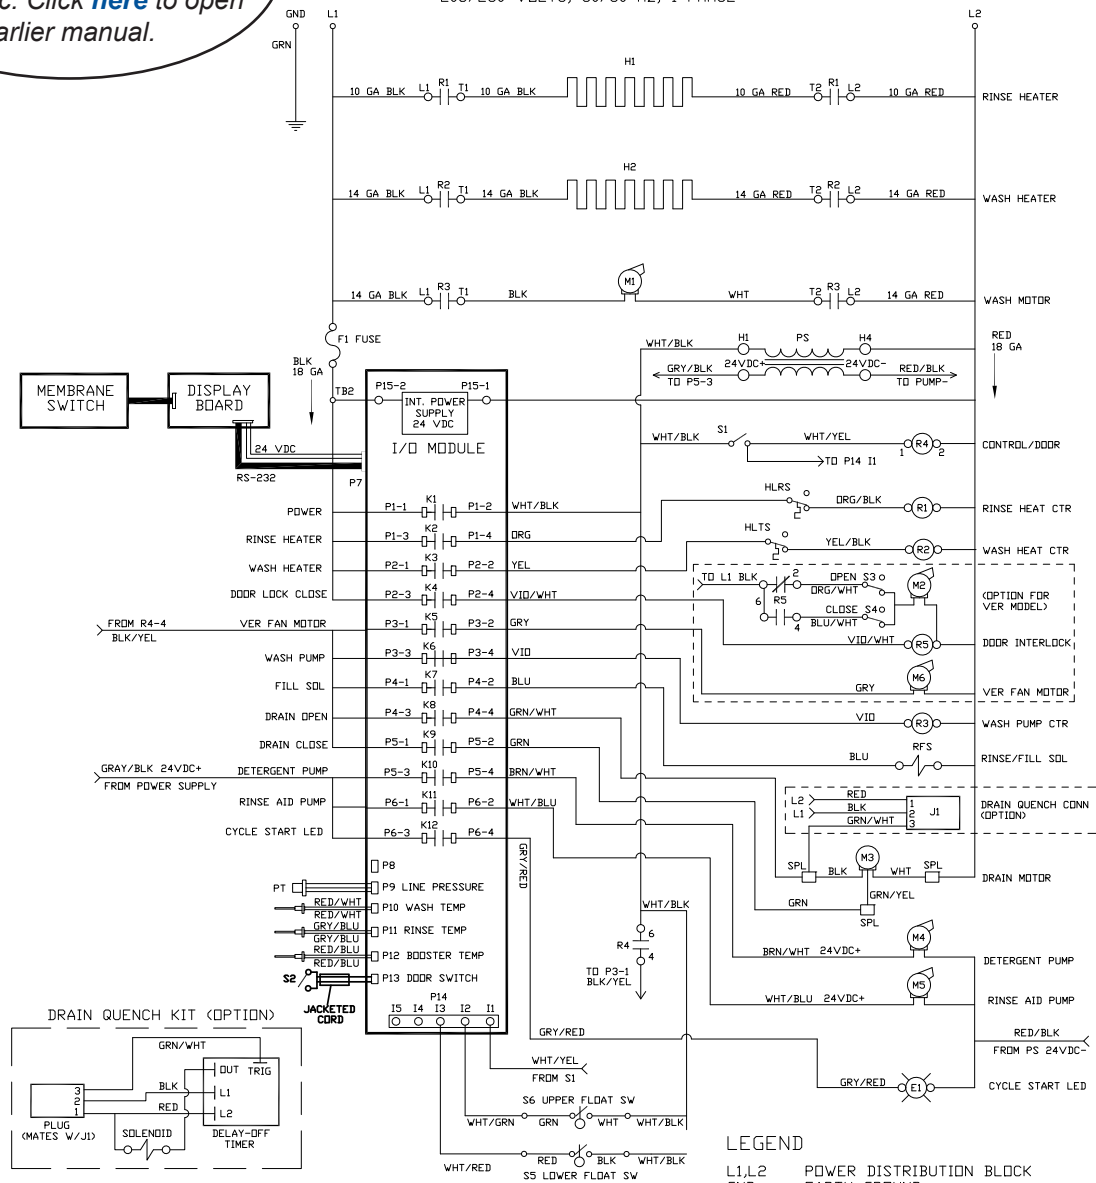 c. Click here to open
arlier manual.
GND
L1
L2
GRN
H1
10 GA BLK L1 R1 T1 10 GA BLK 10 GA RED T2 R1 L2 10 GA RED RINSE HEATER
H2
14 GA BLK L1 R2 T1 14 GA BLK 14 GA RED T2 R2 L2 14 GA RED WASH HEATER
M1
14 GA BLK L1 R3 T1 BLK WHT T2 R3 L2 14 GA RED WASH MOTOR
F1 FUSE
BLK
18 GA
RED
18 GA
WHT/BLK H1 PS H4
GRY/BLK 24VDC+ 24VDC- RED/BLK
TO P5-3 TO PUMP-
MEMBRANE
SWITCH
DISPLAY
BOARD
24 VDC
RS-232
P7
TB2
P15-2 P15-1
INT. POWER
SUPPLY
24 VDC
I/O MODULE
WHT/BLK S1 WHT/YEL 1 R4 2 CONTROL/DOOR
TO P14 I1
POWER P1-1 K1 P1-2 WHT/BLK
RINSE HEATER P1-3 K2 P1-4 ORG
WASH HEATER P2-1 K3 P2-2 YEL
DOOR LOCK CLOSE P2-3 K4 P2-4 VIO/WHT
FROM R4-4
BLK/YEL
VER FAN MOTOR P3-1 K5 P3-2 GRY
WASH PUMP P3-3 K6 P3-4 VIO
FILL SOL P4-1 K7 P4-2 BLU
DRAIN OPEN P4-3 K8 P4-4 GRN/WHT
DRAIN CLOSE P5-1 K9 P5-2 GRN
GRAY/BLK 24VDC+
FROM POWER SUPPLY
DETERGENT PUMP P5-3 K10 P5-4 BRN/WHT
RINSE AID PUMP P6-1 K11 P6-2 WHT/BLU
CYCLE START LED P6-3 K12 P6-4
GRY/RED
HLRS ORG/BLK R1 RINSE HEAT CTR
HLTS YEL/BLK R2 WASH HEAT CTR
TO L1 BLK 2 OPEN S3 M2
ORG/WHT
(OPTION FOR
VER MODEL)
6 R5 CLOSE S4
4 BLU/WHT
VIO/WHT R5 DOOR INTERLOCK
M6
GRY VER FAN MOTOR
VIO R3 WASH PUMP CTR
BLU RFS RINSE/FILL SOL
L2 RED 1
L1 BLK 2 J1
GRN/WHT 3
DRAIN QUENCH CONN
(OPTION)
M3
SPL BLK WHT SPL DRAIN MOTOR
GRN GRN/YEL
SPL
P8
PT P9 LINE PRESSURE
RED/WHT
RED/WHT
P10 WASH TEMP
GRY/BLU
GRY/BLU
P11 RINSE TEMP
RED/BLU
RED/BLU
P12 BOOSTER TEMP
S2 P13 DOOR SWITCH
JACKETED
CORD
P14
I5 I4 I3 I2 I1
WHT/BLK
6
R4
4
TO P3-1
BLK/YEL
M4
BRN/WHT 24VDC+ DETERGENT PUMP
M5
WHT/BLU 24VDC+ RINSE AID PUMP
GRY/RED
RED/BLK
FROM PS 24VDC-
WHT/YEL
FROM S1
GRY/RED E1 CYCLE START LED
S6 UPPER FLOAT SW
WHT/GRN GRN WHT WHT/BLK
WHT/RED RED BLK WHT/BLK
S5 LOWER FLOAT SW
DRAIN QUENCH KIT (OPTION)
GRN/WHT
OUT TRIG
3 BLK L1
2
1 RED L2
PLUG
(MATES W/J1)
SOLENOID
DELAY-OFF
TIMER
LEGEND
L1,L2 POWER DISTRIBUTION BLOCK